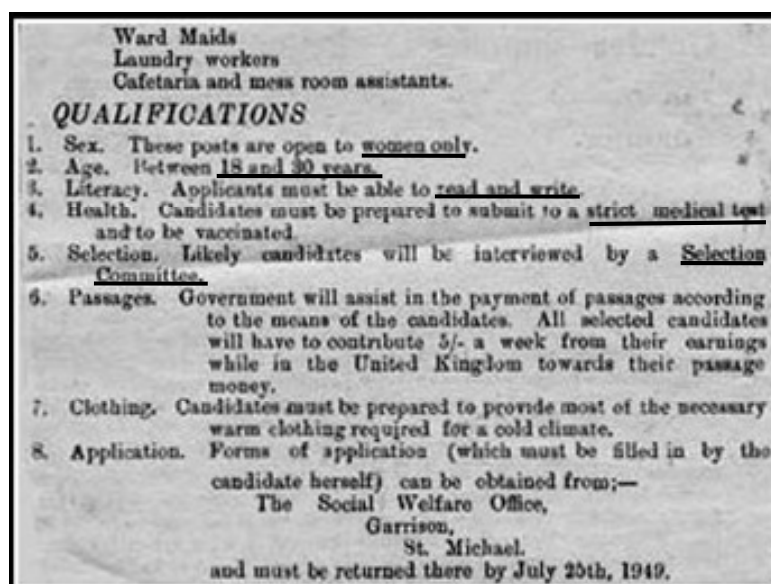 Ward Maids
Laundry workers
Cafetaria and mess room assistants.
QUALIFICATIONS
1. Sex. These posts are open to women only.
2. Age. Between 18 and 30 years.
3. Literacy. Applicants must be able to read and write.
4. Health. Candidates must be prepared to submit to a strict medical test
and to be vaccinated
5. Selection. Likely candidates will be interviewed by a Selection
Committee.
6. Passages. Government will assist in the payment of passages according
to the means of the candidates. All selected candidates
will have to contribute 5/- a week from their earnings
while in the United Kingdom towards their passage
money.
7. Clothing. Candidates must be prepared to provide most of the necessary
warm clothing required for a cold climate.
8. Application. Forms of application (which must be filled in by the
candidate herself) can be obtained from;—
The Social Welfare Office,
Garrison,
St. Michael.
and must be returned there by July 25th, 1949.